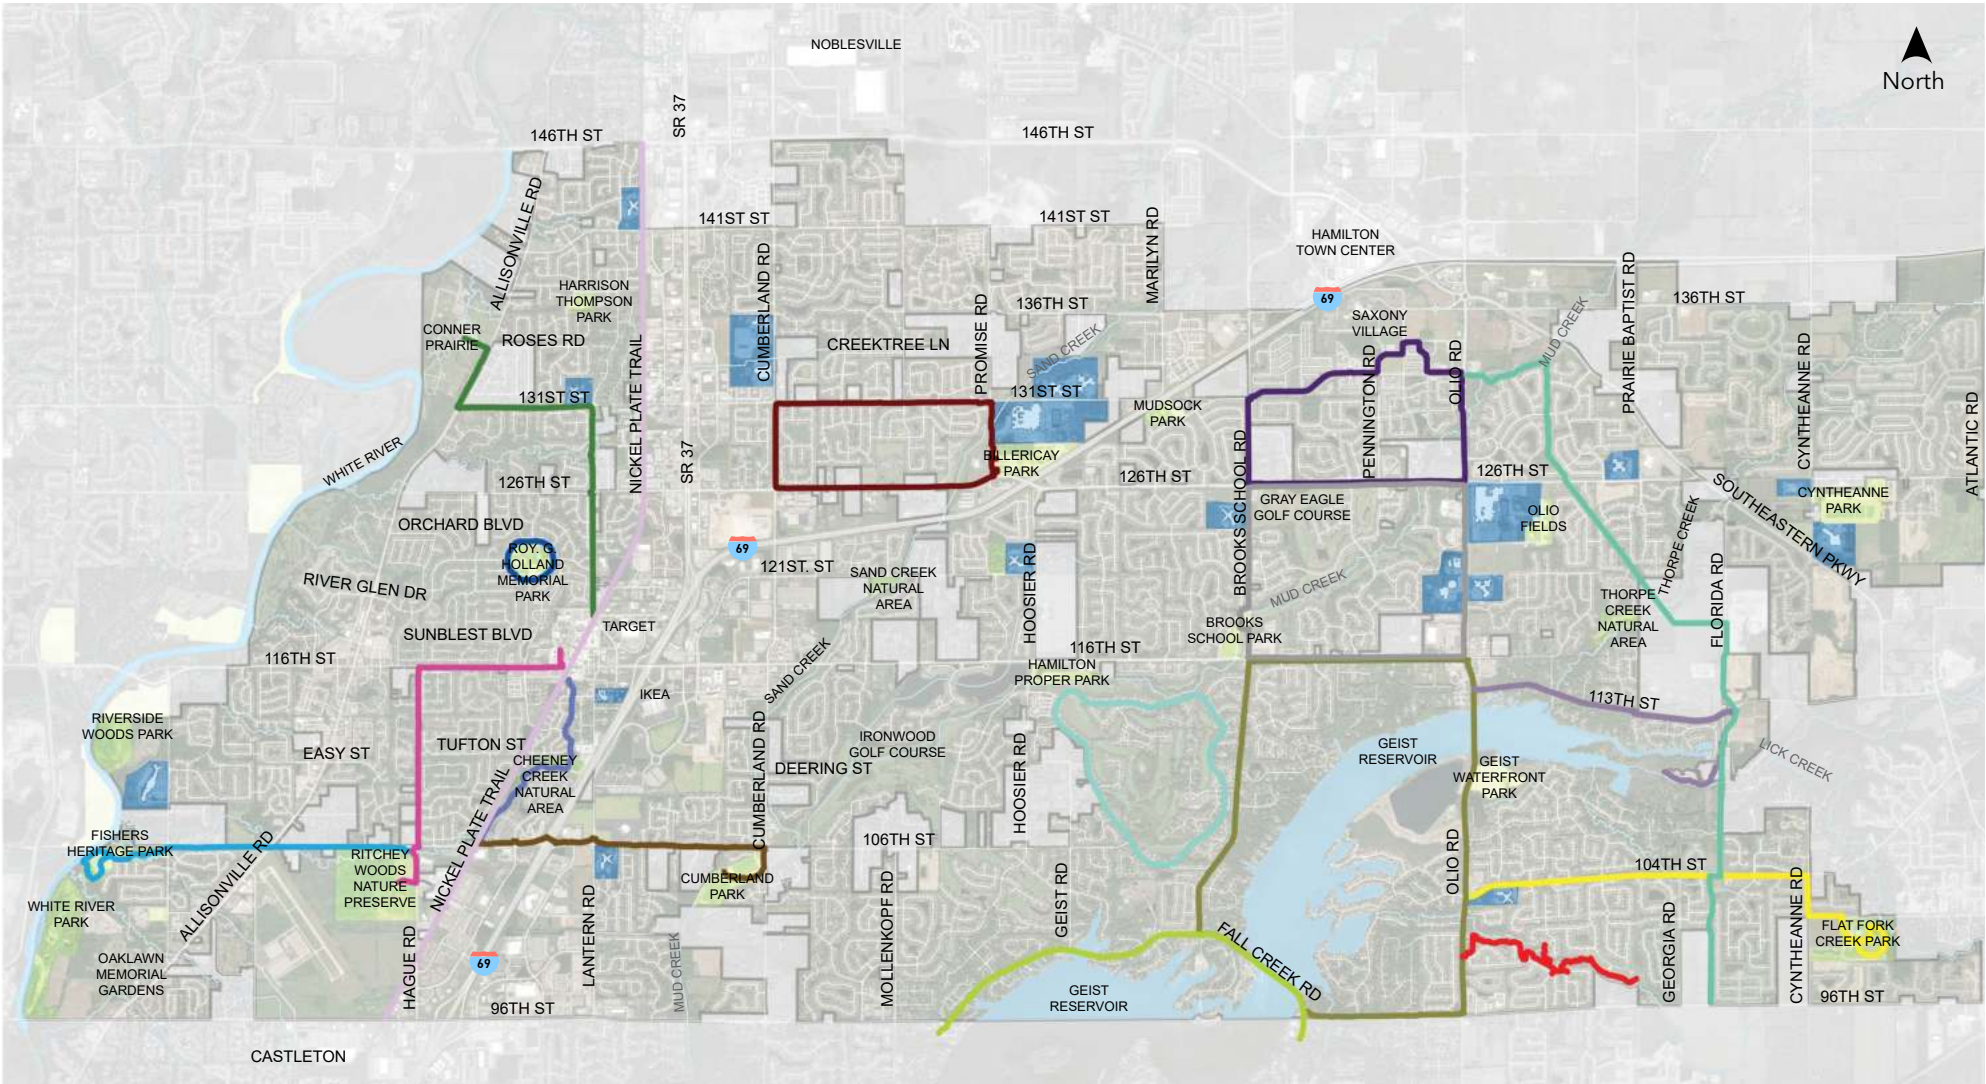 NOBLESVILLE
North
SR 37
146TH ST
146TH ST
ALLISONVILLE RD
141ST ST
141ST ST
MARILYN RD
HAMILTON
TOWN CENTER
CUMBERLAND RD
HARRISON
THOMPSON
PARK
PROMISE RD
136TH ST
69
PRAIRIE BAPTIST RD
136TH ST
SAXONY
VILLAGE
MUD CREEK
CONNER
PRAIRIE
ROSES RD
NICKEL PLATE TRAIL
CREEKTREE LN
SAND CREEK
PENNINGTON RD
OLIO RD
CYNTHEANNE RD
ATLANTIC RD
131ST ST
131ST ST
MUDSOCK
PARK
WHITE RIVER
SR 37
BILLERICAY
PARK
126TH ST
126TH ST
BROOKS SCHOOL RD
126TH ST
SOUTHEASTERN PKWY
CYNTHEANNE
PARK
GRAY EAGLE
GOLF COURSE
OLIO
FIELDS
ORCHARD BLVD
THORPE CREEK
ROY. G.
HOLLAND
MEMORIAL
PARK
69
121ST. ST
SAND CREEK
NATURAL
AREA
HOOSIER RD
MUD CREEK
FLORIDA RD
RIVER GLEN DR
THORPE
CREEK
NATURAL
AREA
SUNBLEST BLVD
TARGET
BROOKS
SCHOOL PARK
116TH ST
116TH ST
SAND CREEK
HAMILTON
PROPER PARK
IKEA
113TH ST
RIVERSIDE
WOODS PARK
EASY ST
TUFTON ST
CUMBERLAND RD
IRONWOOD
GOLF COURSE
HOOSIER RD
GEIST
RESERVOIR
LICK CREEK
CHEENEY
CREEK
NATURAL
AREA
DEERING ST
GEIST
WATERFRONT
PARK
NICKEL PLATE TRAIL
FISHERS
HERITAGE PARK
ALLISONVILLE RD
106TH ST
RITCHEY
WOODS
NATURE
PRESERVE
OLIO RD
104TH ST
CUMBERLAND
PARK
MOLLENKOPF RD
GEIST RD
CYNTHEANNE RD
WHITE RIVER
PARK
LANTERN RD
GEORGIA RD
FLAT FORK
CREEK PARK
HAGUE RD
MUD CREEK
FALL CREEK RD
OAKLAWN
MEMORIAL
GARDENS
69
96TH ST
GEIST
RESERVOIR
96TH ST
CASTLETON